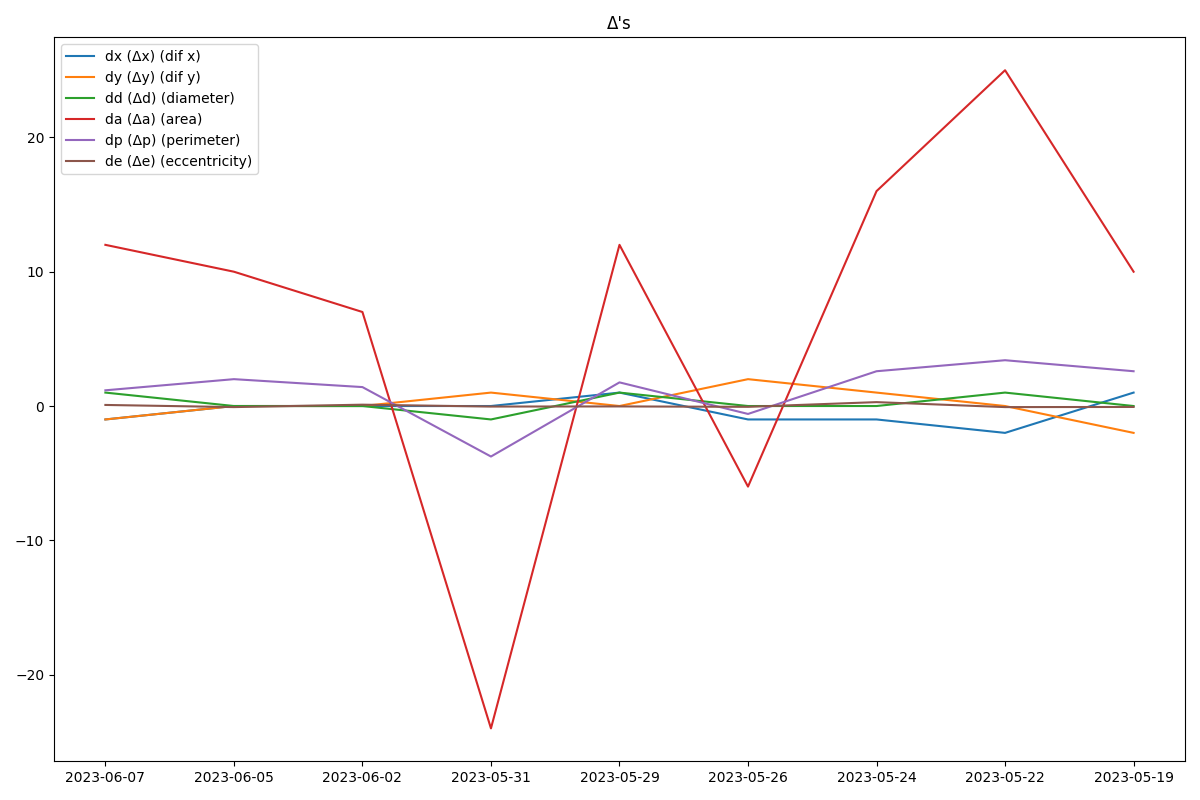 Δ's
dx (Δx) (dif x)
dy (Δy) (dif y)
dd (Δd) (diameter)
da (Δa) (area)
dp (Δp) (perimeter)
de (Δe) (eccentricity)
20
10
0
−10
−20
2023-06-07 2023-06-05 2023-06-02 2023-05-31 2023-05-29 2023-05-26 2023-05-24 2023-05-22 2023-05-19